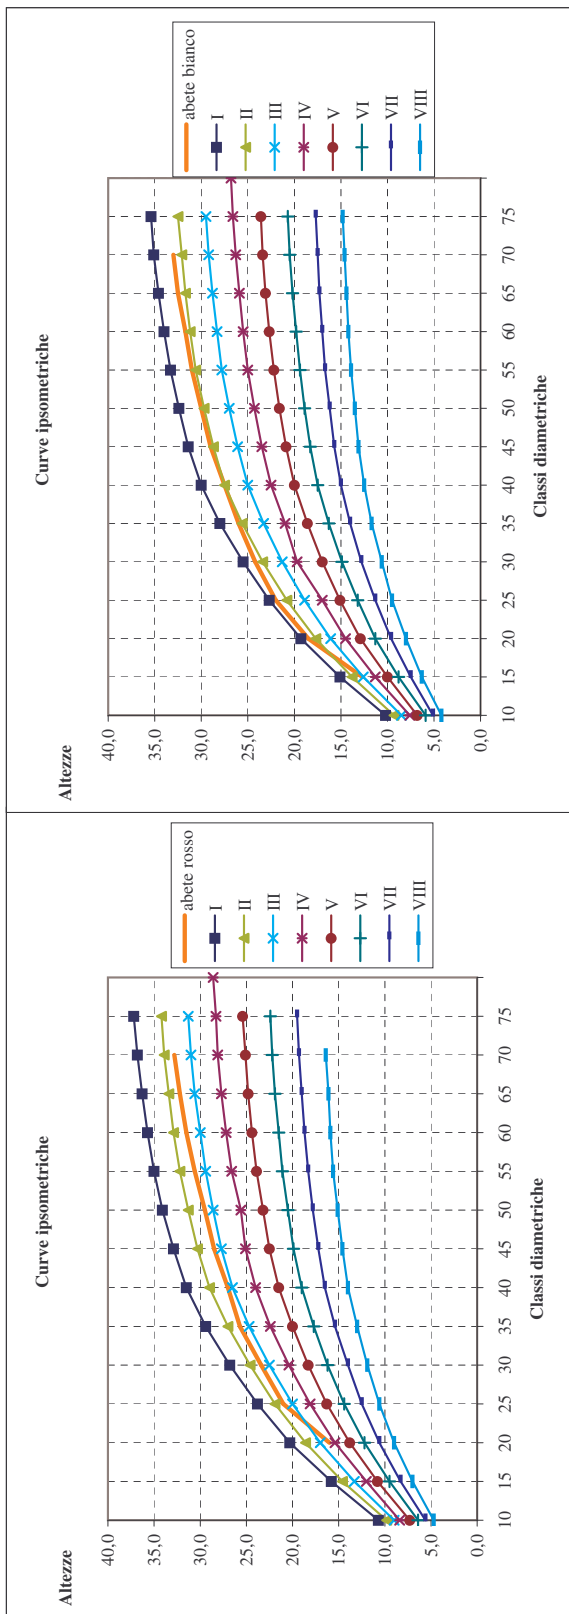 Curve ipsometriche
Altezze
40,0
35,0
30,0
25,0
20,0
15,0
10,0
5,0
0,0
10 15 20 25 30 35 40 45 50 55 60 65 70 75
Classi diametriche
abete rosso
I
II
III
IV
V
VI
VII
VIII
Curve ipsometriche
Altezze
40,0
35,0
30,0
25,0
20,0
15,0
10,0
5,0
0,0
10 15 20 25 30 35 40 45 50 55 60 65 70 75
Classi diametriche
abete bianco
I
II
III
IV
V
VI
VII
VIII